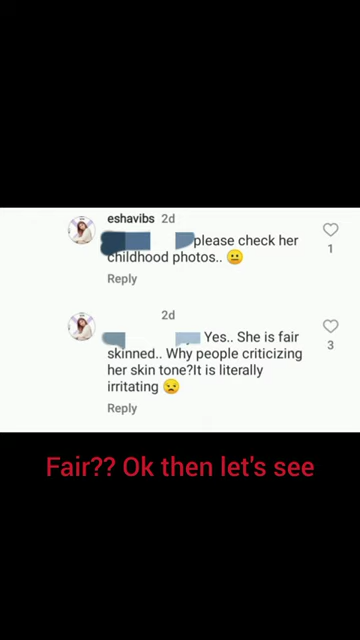 eshavibs 2d
please check her
childhood photos.. 😐
Reply
1
2d
Yes.. She is fair
skinned.. Why people criticizing
her skin tone?It is literally
irritating 😒
Reply
3
Fair?? Ok then let's see